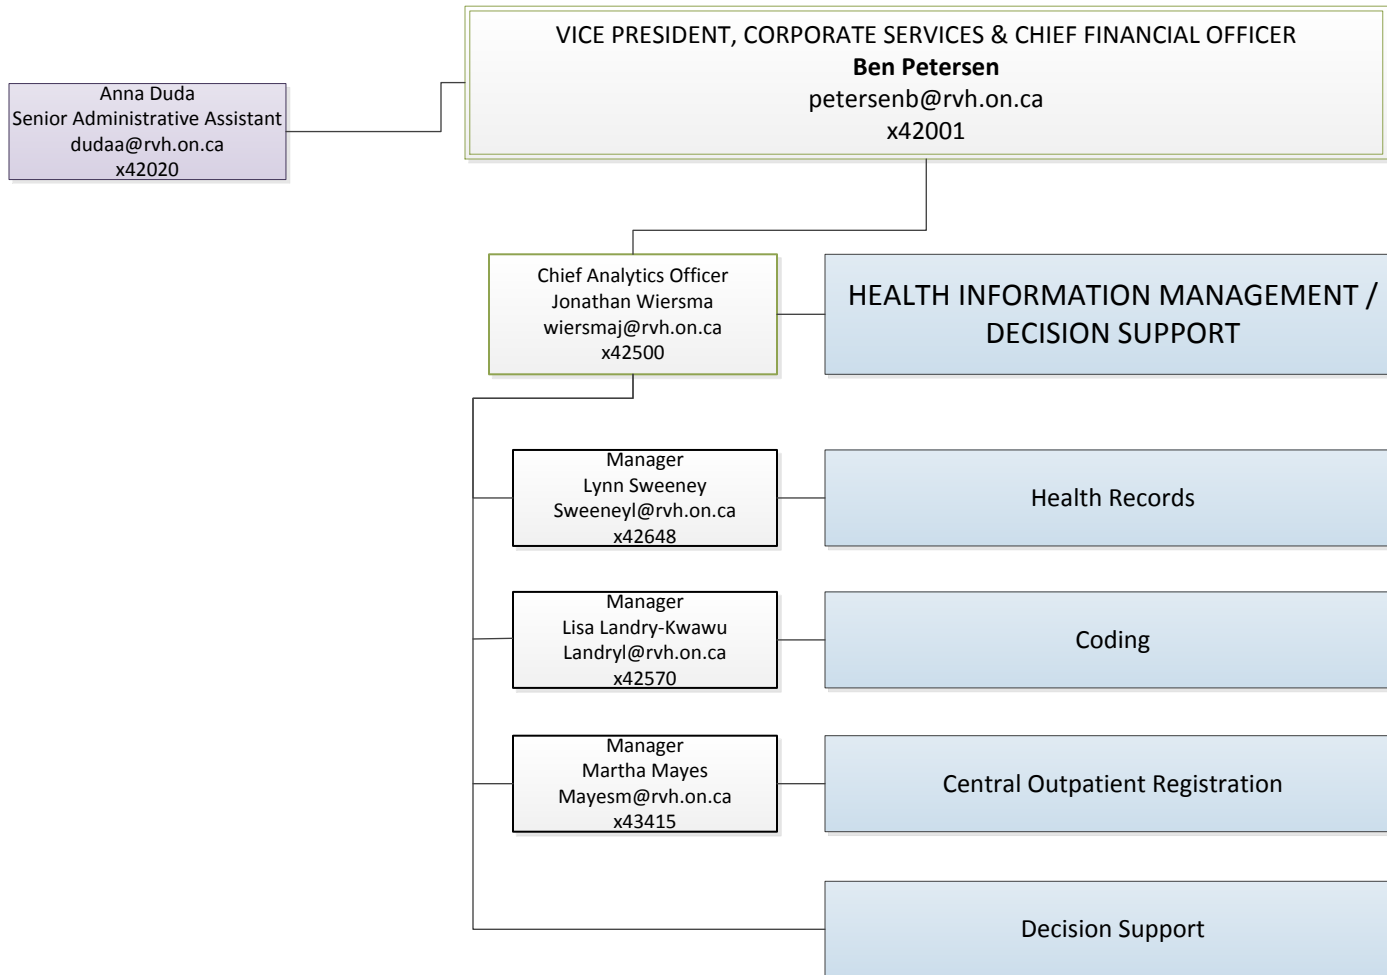 VICE PRESIDENT, CORPORATE SERVICES & CHIEF FINANCIAL OFFICER
Ben Petersen
petersenb@rvh.on.ca
x42001
Anna Duda
Senior Administrative Assistant
dudaa@rvh.on.ca
x42020
Chief Analytics Officer
Jonathan Wiersma
wiersmaj@rvh.on.ca
x42500
HEALTH INFORMATION MANAGEMENT /
DECISION SUPPORT
Manager
Lynn Sweeney
Sweeneyl@rvh.on.ca
x42648
Health Records
Manager
Lisa Landry-Kwawu
Landryl@rvh.on.ca
x42570
Coding
Manager
Martha Mayes
Mayesm@rvh.on.ca
x43415
Central Outpatient Registration
Decision Support